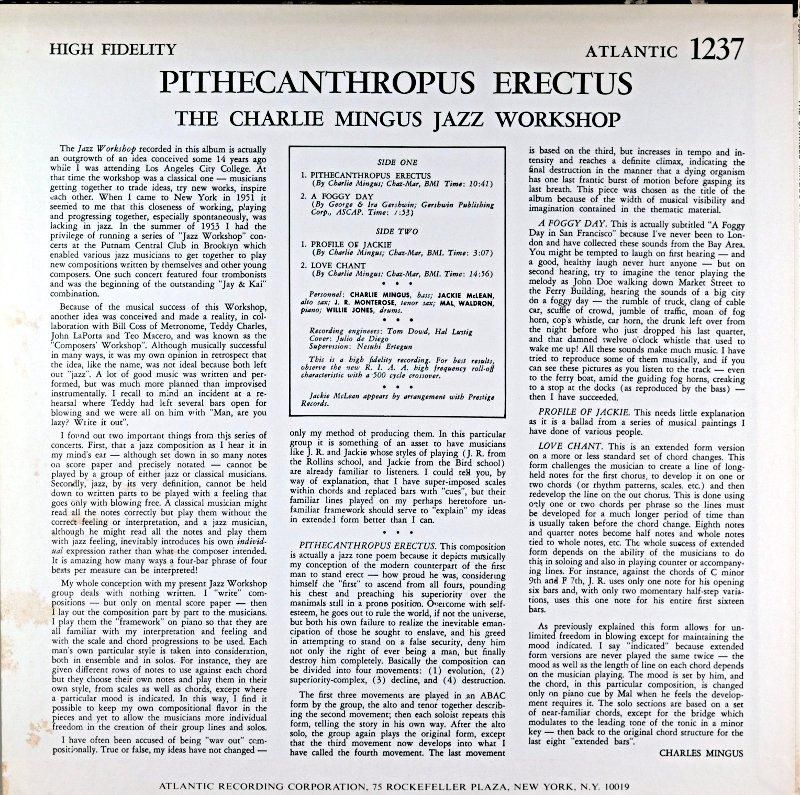 HIGH FIDELITY
ATLANTIC 1237
PITHECANTHROPUS ERECTUS
THE CHARLIE MINGUS JAZZ WORKSHOP
The Jazz Workshop recorded in this album is actually
an outgrowth of an idea conceived some 14 years ago
while I was attending Los Angeles City College. At
that time the workshop was a classical one — musicians
getting together to trade ideas, try new works, inspire
each other. When I came to New York in 1951 it
seemed to me that this closeness of working, playing
and progressing together, especially spontaneously, was
lacking in jazz. In the summer of 1953 I had the
privilege of running a series of "Jazz Workshop" con-
certs at the Putnam Central Club in Brooklyn which
enabled various jazz musicians to get together to play
new compositions written by themselves and other young
composers. One such concert featured four trombonists
and was the beginning of the outstanding "Jay & Kai"
combination.
Because of the musical success of this Workshop,
another idea was conceived and made a reality, in col-
laboration with Bill Coss of Metronome, Teddy Charles,
John LaPorta and Teo Macero, and was known as the
"Composers' Workshop". Although musically successful
in many ways, it was my own opinion in retrospect that
the idea, like the name, was not ideal because both left
out "jazz". A lot of good music was written and per-
formed, but was much more planned than improvised
instrumentally. I recall to mind an incident at a re-
hearsal where Teddy had left several bars open for
blowing and we were all on him with "Man, are you
lazy? Write it out".
I found out two important things from this series of
concerts. First, that a jazz composition as I hear it in
my mind's ear — although set down in so many notes
on score paper and precisely notated — cannot be
played by a group of either jazz or classical musicians.
Secondly, jazz, by its very definition, cannot be held
down to written parts to be played with a feeling that
goes only with blowing free. A classical musician might
read all the notes correctly but play them without the
correct feeling or interpretation, and a jazz musician,
although he might read all the notes and play them
with jazz feeling, inevitably introduces his own individ-
ual expression rather than what the composer intended.
It is amazing how many ways a four-bar phrase of four
beats per measure can be interpreted!
My whole conception with my present Jazz Workshop
group deals with nothing written. I "write" com-
positions — but only on mental score paper — then
I lay out the composition part by part to the musicians.
I play them the "framework" on piano so that they are
all familiar with my interpretation and feeling and
with the scale and chord progressions to be used. Each
man's own particular style is taken into consideration,
both in ensemble and in solos. For instance, they are
given different rows of notes to use against each chord
but they choose their own notes and play them in their
own style, from scales as well as chords, except where
a particular mood is indicated. In this way, I find it
possible to keep my own compositional flavor in the
pieces and yet to allow the musicians more individual
freedom in the creation of their group lines and solos.
I have often been accused of being "way out" com-
positionally. True or false, my ideas have not changed —
SIDE ONE
1. PITHECANTHROPUS ERECTUS
(By Charlie Mingus; Chaz-Mar, BMI Time: 10:41)
2. A FOGGY DAY
(By George & Ira Gershwin; Gershwin Publishing
Corp., ASCAP. Time: 7:53)
SIDE TWO
1. PROFILE OF JACKIE
(By Charlie Mingus; Chaz-Mar, BMI. Time: 3:07)
2. LOVE CHANT
(By Charlie Mingus; Chaz-Mar, BMI. Time: 14:56)
• • •
Personnel: CHARLIE MINGUS, bass; JACKIE McLEAN,
alto sax; J. R. MONTEROSE, tenor sax; MAL WALDRON,
piano; WILLIE JONES, drums.
• • •
Recording engineers: Tom Dowd, Hal Lustig
Cover: Julio de Diego
Supervision: Nesuhi Ertegun
This is a high fidelity recording. For best results,
observe the new R. I. A. A. high frequency roll-off
characteristic with a 500 cycle crossover.
• • •
Jackie McLean appears by arrangement with Prestige
Records.
only my method of producing them. In this particular
group it is something of an asset to have musicians
like J. R. and Jackie whose styles of playing (J. R. from
the Rollins school, and Jackie from the Bird school)
are already familiar to listeners. I could tell you, by
way of explanation, that I have super-imposed scales
within chords and replaced bars with "cues", but their
familiar lines played on my perhaps heretofore un-
familiar framework should serve to "explain" my ideas
in extended form better than I can.
• • •
PITHECANTHROPUS ERECTUS. This composition
is actually a jazz tone poem because it depicts musically
my conception of the modern counterpart of the first
man to stand erect — how proud he was, considering
himself the "first" to ascend from all fours, pounding
his chest and preaching his superiority over the
manimals still in a prone position. Overcome with self-
esteem, he goes out to rule the world, if not the universe,
but both his own failure to realize the inevitable eman-
cipation of those he sought to enslave, and his greed
in attempting to stand on a false security, deny him
not only the right of ever being a man, but finally
destroy him completely. Basically the composition can
be divided into four movements: (1) evolution, (2)
superiority-complex, (3) decline, and (4) destruction.
The first three movements are played in an ABAC
form by the group, the alto and tenor together describ-
ing the second movement; then each soloist repeats this
form, telling the story in his own way. After the alto
solo, the group again plays the original form, except
that the third movement now develops into what I
have called the fourth movement. The last movement
is based on the third, but increases in tempo and in-
tensity and reaches a definite climax, indicating the
final destruction in the manner that a dying organism
has one last frantic burst of motion before gasping its
last breath. This piece was chosen as the title of the
album because of the width of musical visibility and
imagination contained in the thematic material.
A FOGGY DAY. This is actually subtitled "A Foggy
Day in San Francisco" because I've never been to Lon-
don and have collected these sounds from the Bay Area.
You might be tempted to laugh on first hearing — and
a good, healthy laugh never hurt anyone — but on
second hearing, try to imagine the tenor playing the
melody as John Doe walking down Market Street to
the Ferry Building, hearing the sounds of a big city
on a foggy day — the rumble of truck, clang of cable
car, scuffle of crowd, jumble of traffic, moan of fog
horn, cop's whistle, car horn, the drunk left over from
the night before who just dropped his last quarter,
and that damned twelve o'clock whistle that used to
wake me up! All these sounds make much music. I have
tried to reproduce some of them musically, and if you
can see these pictures as you listen to the track — even
to the ferry boat, amid the guiding fog horns, creaking
to a stop at the docks (as reproduced by the bass) —
then I have succeeded.
PROFILE OF JACKIE. This needs little explanation
as it is a ballad from a series of musical paintings I
have done of various people.
LOVE CHANT. This is an extended form version
on a more or less standard set of chord changes. This
form challenges the musician to create a line of long-
held notes for the first chorus, to develop it on one or
two chords (or rhythm patterns, scales, etc.) and then
redevelop the line on the out chorus. This is done using
only one or two chords per phrase so the lines must
be developed for a much longer period of time than
is usually taken before the chord change. Eighth notes
and quarter notes become half notes and whole notes
tied to whole notes, etc. The whole success of extended
form depends on the ability of the musicians to do
this in soloing and also in playing counter or accompany-
ing lines. For instance, against the chords of C minor
9th and F 7th, J. R. uses only one note for his opening
six bars and, with only two momentary half-step varia-
tions, uses this one note for his entire first sixteen
bars.
As previously explained this form allows for un-
limited freedom in blowing except for maintaining the
mood indicated. I say "indicated" because extended
form versions are never played the same twice — the
mood as well as the length of line on each chord depends
on the musician playing. The mood is set by him, and
the chord, in this particular composition, is changed
only on piano cue by Mal when he feels the develop-
ment requires it. The solo sections are based on a set
of near-familiar chords, except for the bridge which
modulates to the leading tone of the tonic in a minor
key — then back to the original chord structure for the
last eight "extended bars".
CHARLES MINGUS
ATLANTIC RECORDING CORPORATION, 75 ROCKEFELLER PLAZA, NEW YORK, N.Y. 10019